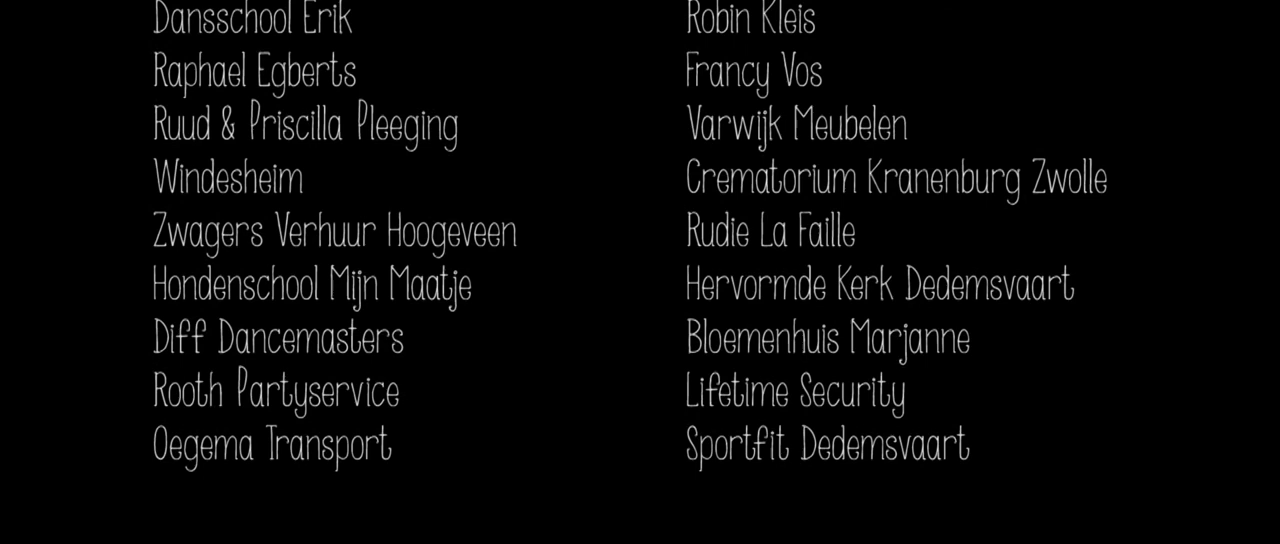 Dansschool Erik
Raphael Egberts
Ruud & Priscilla Pleeging
Windesheim
Zwagers Verhuur Hoogeveen
Hondenschool Mijn Maatje
Diff Dancemasters
Rooth Partyservice
Oegema Transport
Robin Kleis
Francy Vos
Varwijk Meubelen
Crematorium Kranenburg Zwolle
Rudie La Faille
Hervormde Kerk Dedemsvaart
Bloemenhuis Marjanne
Lifetime Security
Sportfit Dedemsvaart